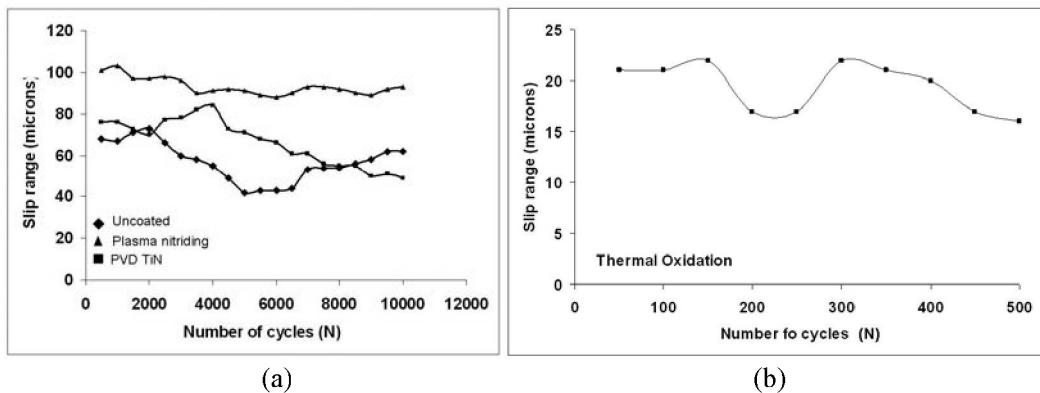 120
100
80
60
40
20
0
Slip range (microns)
Uncoated
Plasma nitriding
PVD TiN
0 2000 4000 6000 8000 10000 12000
Number of cycles (N)
(a)
25
20
15
10
5
0
Slip range (microns)
Thermal Oxidation
0 100 200 300 400 500
Number fo cycles (N)
(b)